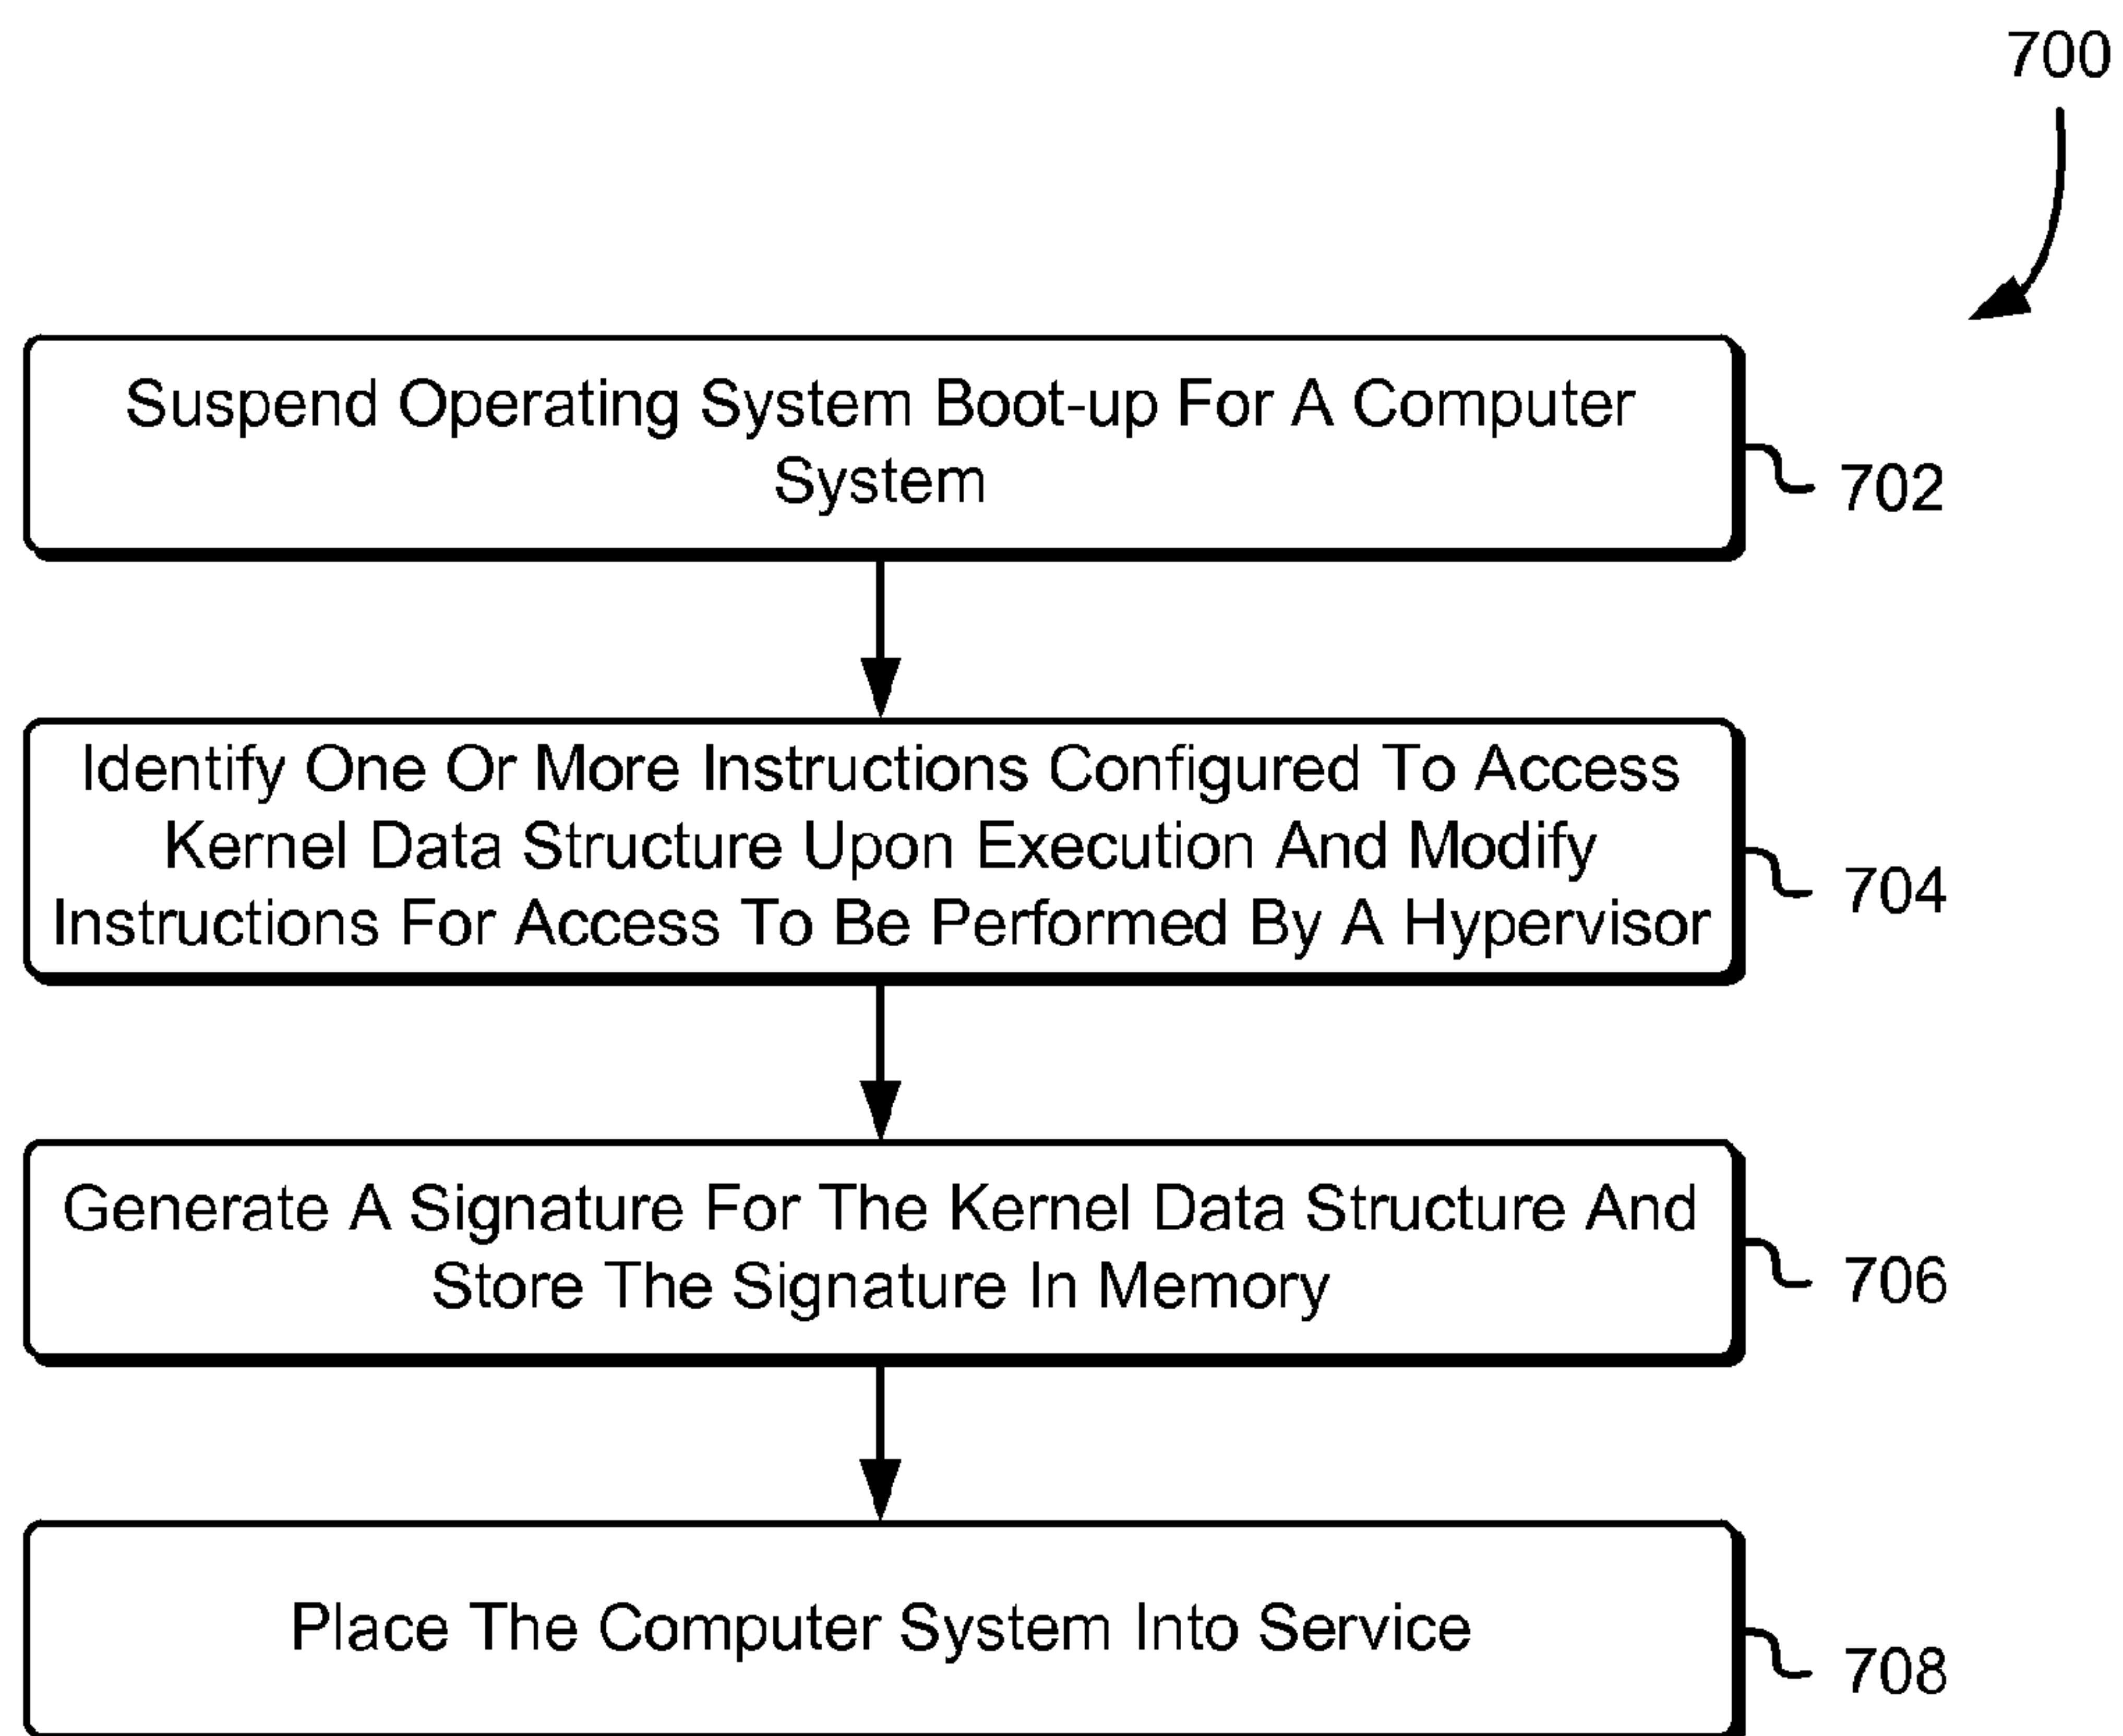 700
Suspend Operating System Boot-up For A Computer
System
702
Identify One Or More Instructions Configured To Access
Kernel Data Structure Upon Execution And Modify
Instructions For Access To Be Performed By A Hypervisor
704
Generate A Signature For The Kernel Data Structure And
Store The Signature In Memory
706
Place The Computer System Into Service
708